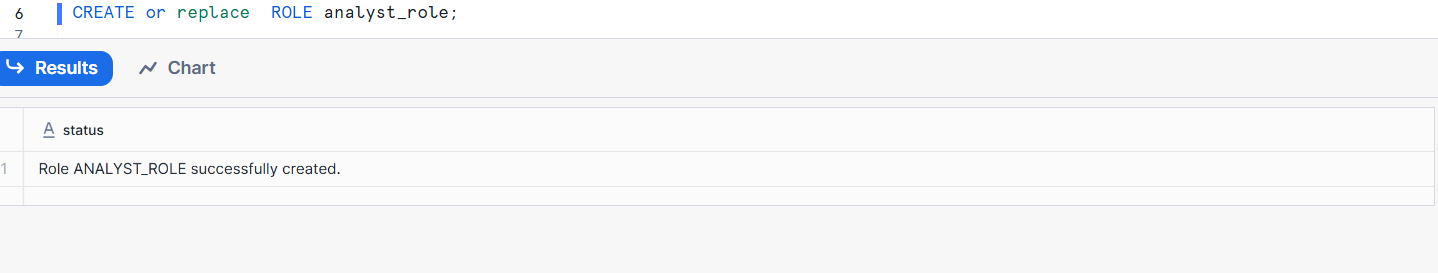 6 CREATE or replace  ROLE analyst_role;
7
Results Chart
A status
1 Role ANALYST_ROLE successfully created.